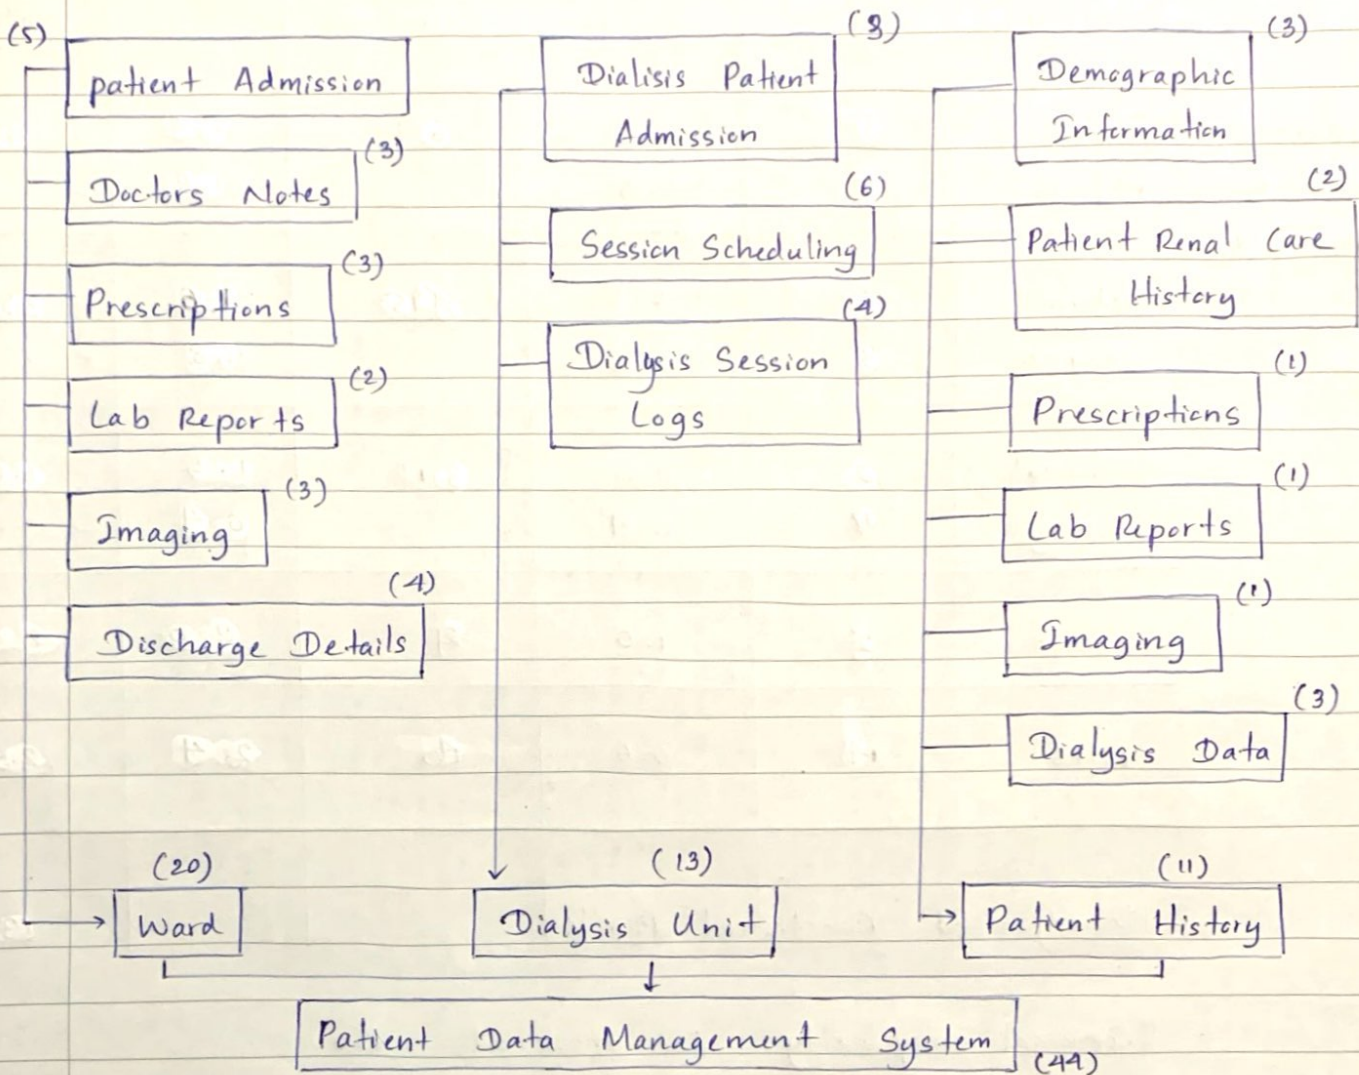 (5)
patient Admission
(3)
Doctors Notes
(3)
Prescriptions
(2)
Lab Reports
(3)
Imaging
(4)
Discharge Details
(3)
Dialisis Patient
Admission
(6)
Session Scheduling
(4)
Dialysis Session
Logs
(3)
Demographic
Information
(2)
Patient Renal Care
History
(1)
Prescriptions
(1)
Lab Reports
(1)
Imaging
(3)
Dialysis Data
(20)
Ward
(13)
Dialysis Unit
(11)
Patient History
Patient Data Management System
(44)